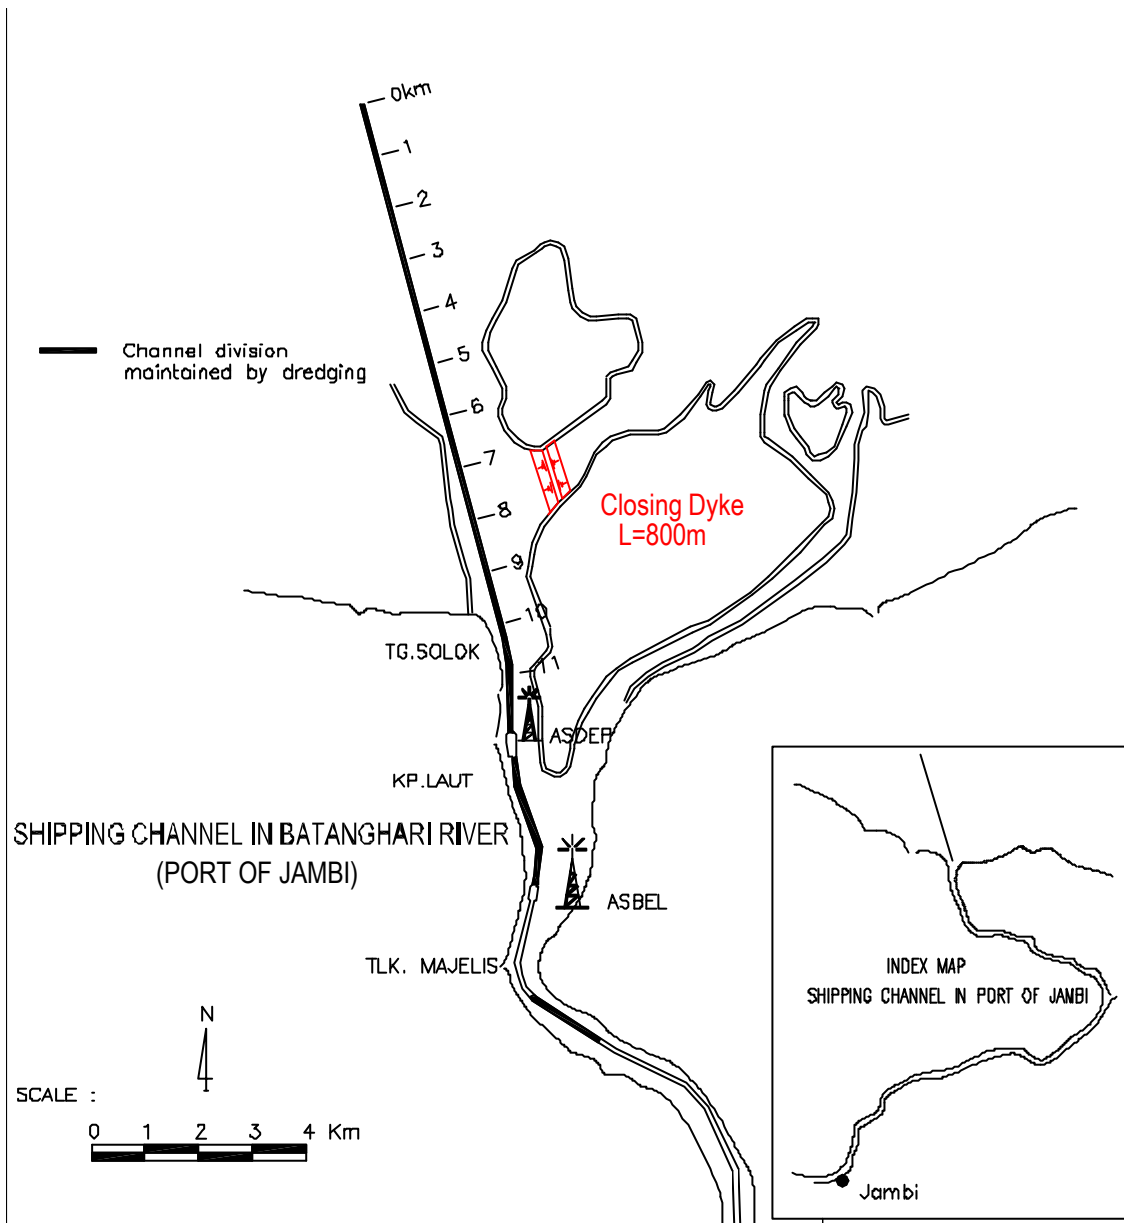 0km
1
2
3
4
5
6
7
8
9
10
11
Channel division
maintained by dredging
Closing Dyke
L=800m
TG.SOLOK
ASDEP
KP.LAUT
SHIPPING CHANNEL IN BATANGHARI RIVER
(PORT OF JAMBI)
ASBEL
TLK. MAJELIS
INDEX MAP
SHIPPING CHANNEL IN PORT OF JAMBI
Jambi
N
SCALE :
0 1 2 3 4 Km